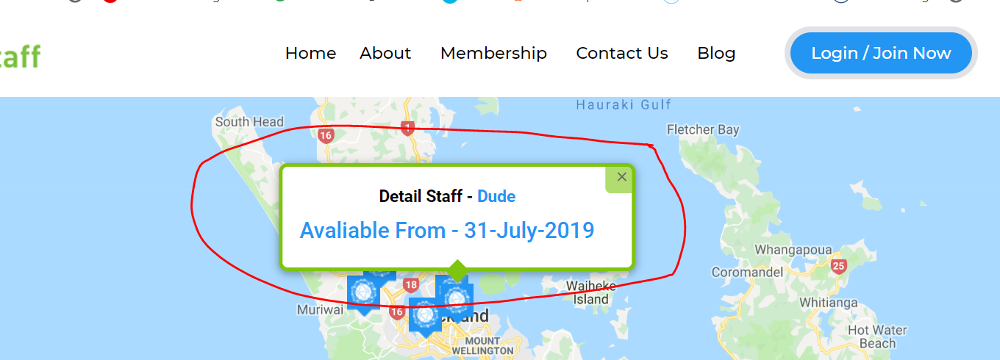 taff
Home About Membership Contact Us Blog Login / Join Now
Hauraki Gulf
South Head
16
1
Fletcher Bay
Detail Staff - Dude
×
Avaliable From - 31-July-2019
Whangapoua
Coromandel
25
18
Waiheke
Island
Muriwai
16
Whitianga
Hot Water
Beach
MOUNT
WELLINGTON